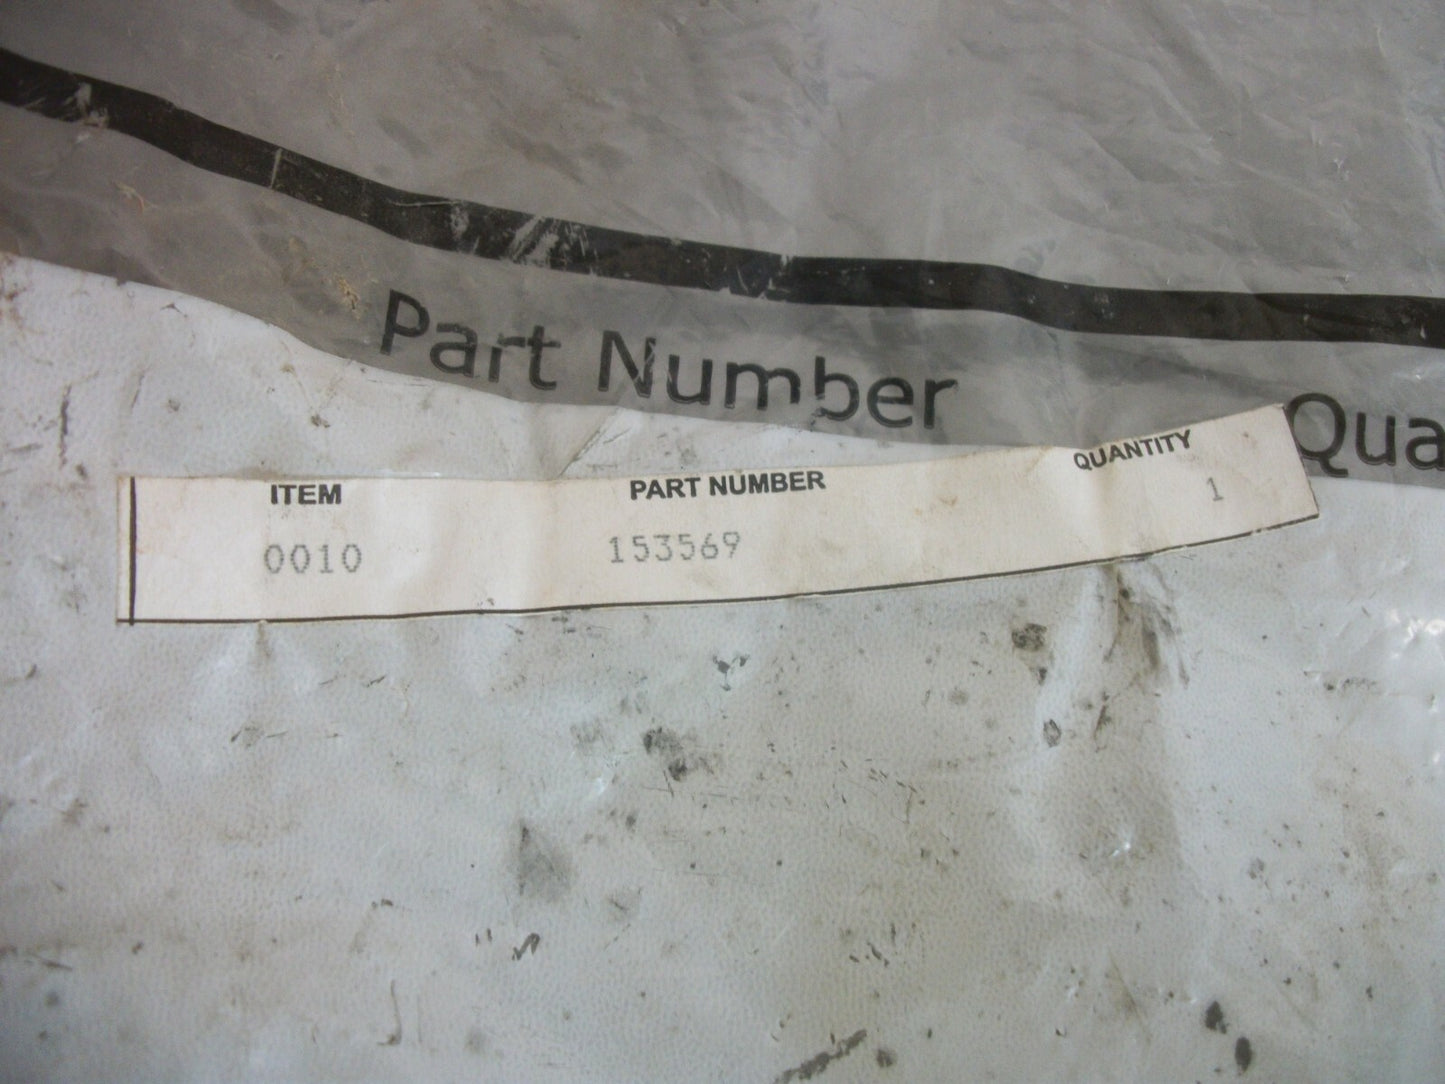 Part Number Qua
ITEM PART NUMBER QUANTITY
0010 153569 1